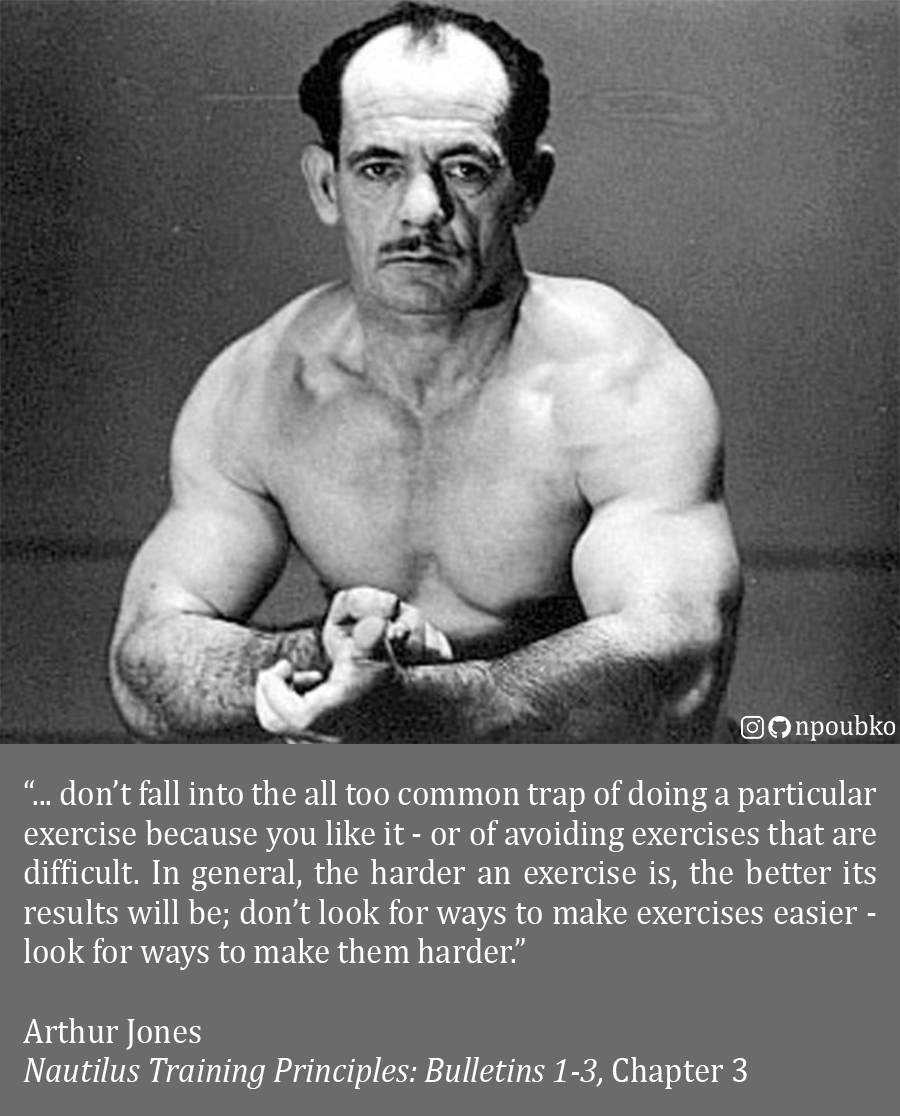 npoubko
“... don’t fall into the all too common trap of doing a particular
exercise because you like it - or of avoiding exercises that are
difficult. In general, the harder an exercise is, the better its
results will be; don’t look for ways to make exercises easier -
look for ways to make them harder.”
Arthur Jones
Nautilus Training Principles: Bulletins 1-3, Chapter 3